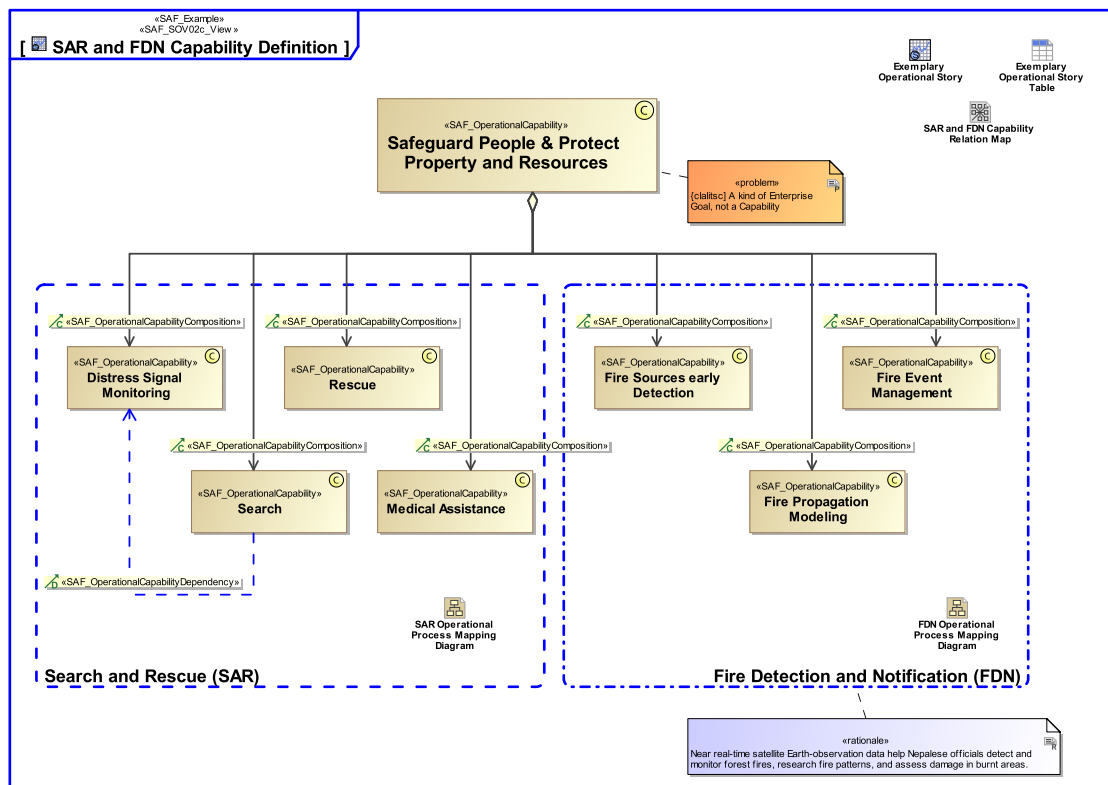 «SAF_Example»
«SAF_SOV02c_View »
[ SAR and FDN Capability Definition ]
Exemplary
Operational Story
Exemplary
Operational Story
Table
SAR and FDN Capability
Relation Map
C
«SAF_OperationalCapability»
Safeguard People & Protect
Property and Resources
«problem»
P
{clalitsc] A kind of Enterprise
Goal, not a Capability
C «SAF_OperationalCapabilityComposition»
C «SAF_OperationalCapabilityComposition»
C «SAF_OperationalCapabilityComposition»
C «SAF_OperationalCapabilityComposition»
C
«SAF_OperationalCapability»
Distress Signal
Monitoring
C
«SAF_OperationalCapability»
Rescue
C
«SAF_OperationalCapability»
Fire Sources early
Detection
C
«SAF_OperationalCapability»
Fire Event
Management
C «SAF_OperationalCapabilityComposition»
C «SAF_OperationalCapabilityComposition»
C «SAF_OperationalCapabilityComposition»
C
«SAF_OperationalCapability»
Search
C
«SAF_OperationalCapability»
Medical Assistance
C
«SAF_OperationalCapability»
Fire Propagation
Modeling
D «SAF_OperationalCapabilityDependency»
SAR Operational
Process Mapping
Diagram
FDN Operational
Process Mapping
Diagram
Search and Rescue (SAR)
Fire Detection and Notification (FDN)
«rationale»
R
Near real-time satellite Earth-observation data help Nepalese officials detect and
monitor forest fires, research fire patterns, and assess damage in burnt areas.